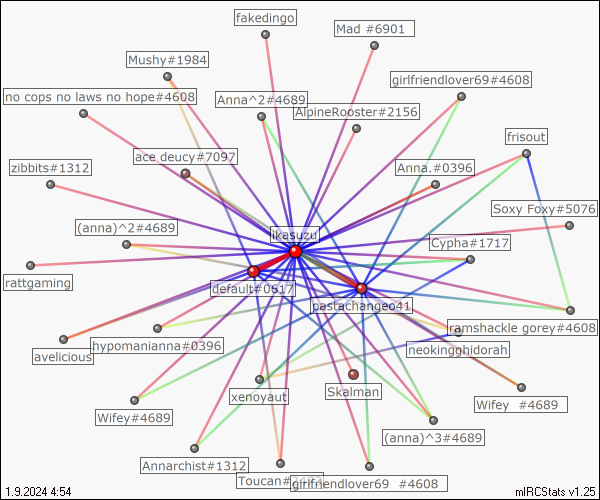 fakedingo
Mad #6901
Mushy#1984
girlfriendlover69#4608
no cops no laws no hope#4608
Anna^2#4689
AlpineRooster#2156
frisout
ace deucy#7097
zibbits#1312
Anna.#0396
Soxy Foxy#5076
(anna)^2#4689
ikasuzu
Cypha#1717
rattgaming
default#0617
pastachangeo41
ramshackle gorey#4608
hypomanianna#0396
neokingghidorah
avelicious
Skalman
xenoyaut
Wifey #4689
Wifey#4689
(anna)^3#4689
Annarchist#1312
Toucan
girlfriendlover69 #4608
1.9.2024 4:54
mIRCStats v1.25